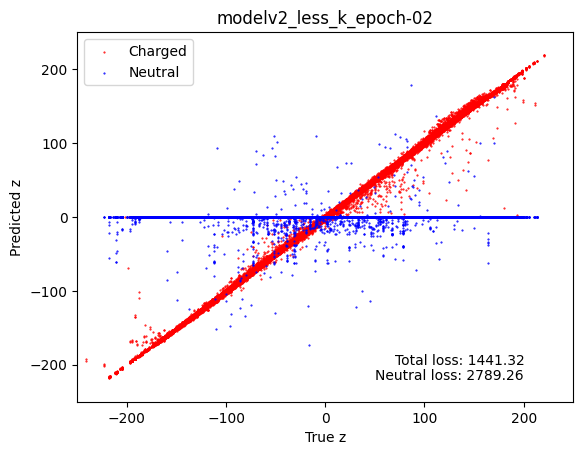 modelv2_less_k_epoch-02
Charged
Neutral
200
100
0
−100
−200
Predicted z
Total loss: 1441.32
Neutral loss: 2789.26
−200 −100 0 100 200
True z